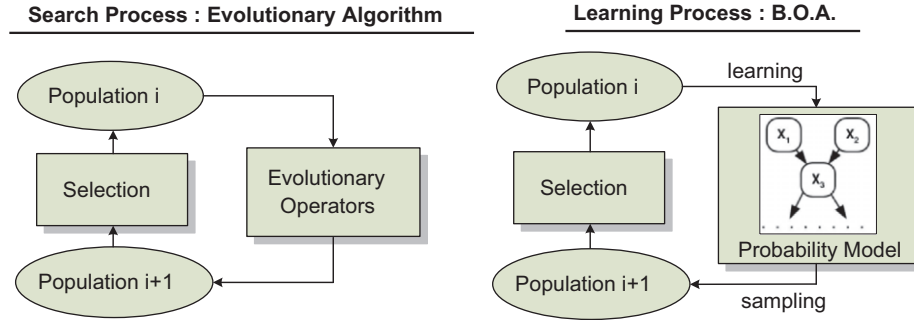 Search Process : Evolutionary Algorithm
Population i
Selection
Evolutionary
Operators
Population i+1
Learning Process : B.O.A.
Population i
learning
X1
X2
X3
Selection
Probability Model
Population i+1
sampling